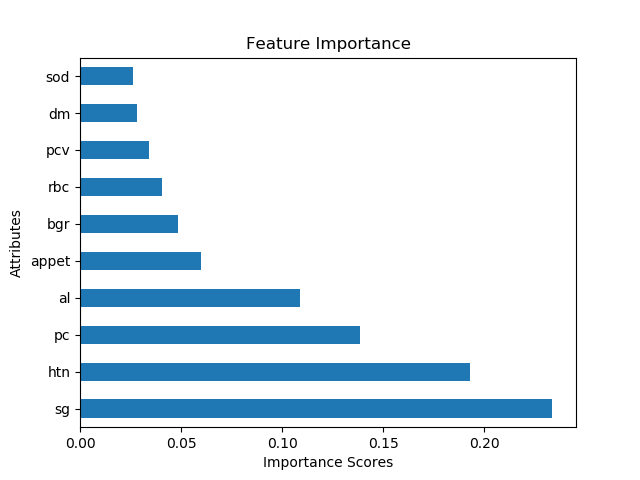 Feature Importance
sod
dm
pcv
rbc
bgr
appet
al
pc
htn
sg
Attributes
0.00 0.05 0.10 0.15 0.20
Importance Scores